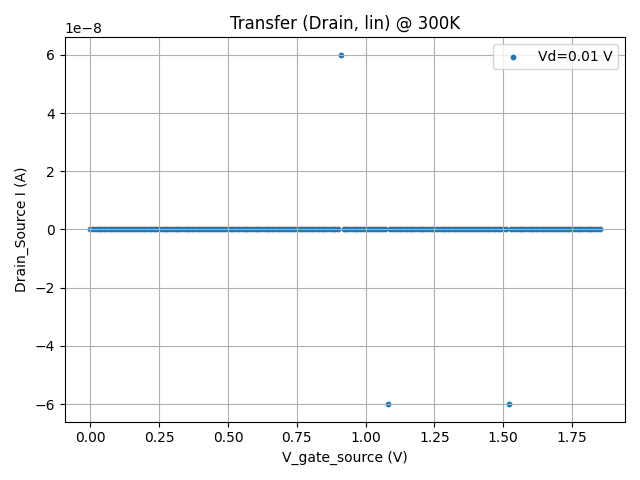 Transfer (Drain, lin) @ 300K
1e−8
Vd=0.01 V
6
4
2
0
−2
−4
−6
Drain_Source I (A)
0.00 0.25 0.50 0.75 1.00 1.25 1.50 1.75
V_gate_source (V)